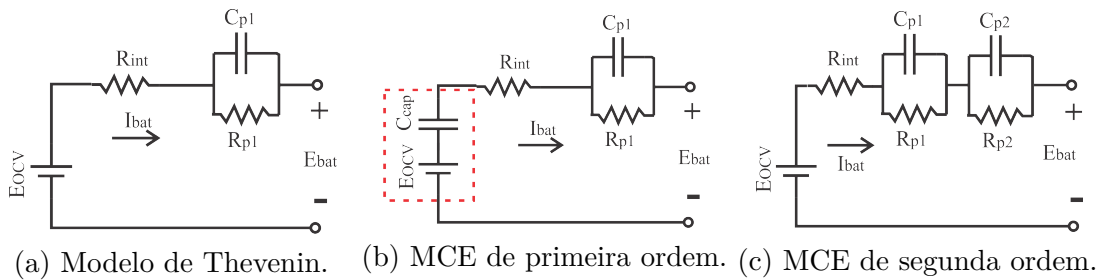 Cp1
Rint
Rp1
Ibat
EOCV
+
Ebat
-
(a) Modelo de Thevenin.
Cp1
Rint
Rp1
Ibat
Ccap
EOCV
+
Ebat
-
(b) MCE de primeira ordem.
Cp1
Cp2
Rint
Rp1
Rp2
Ibat
EOCV
+
Ebat
-
(c) MCE de segunda ordem.